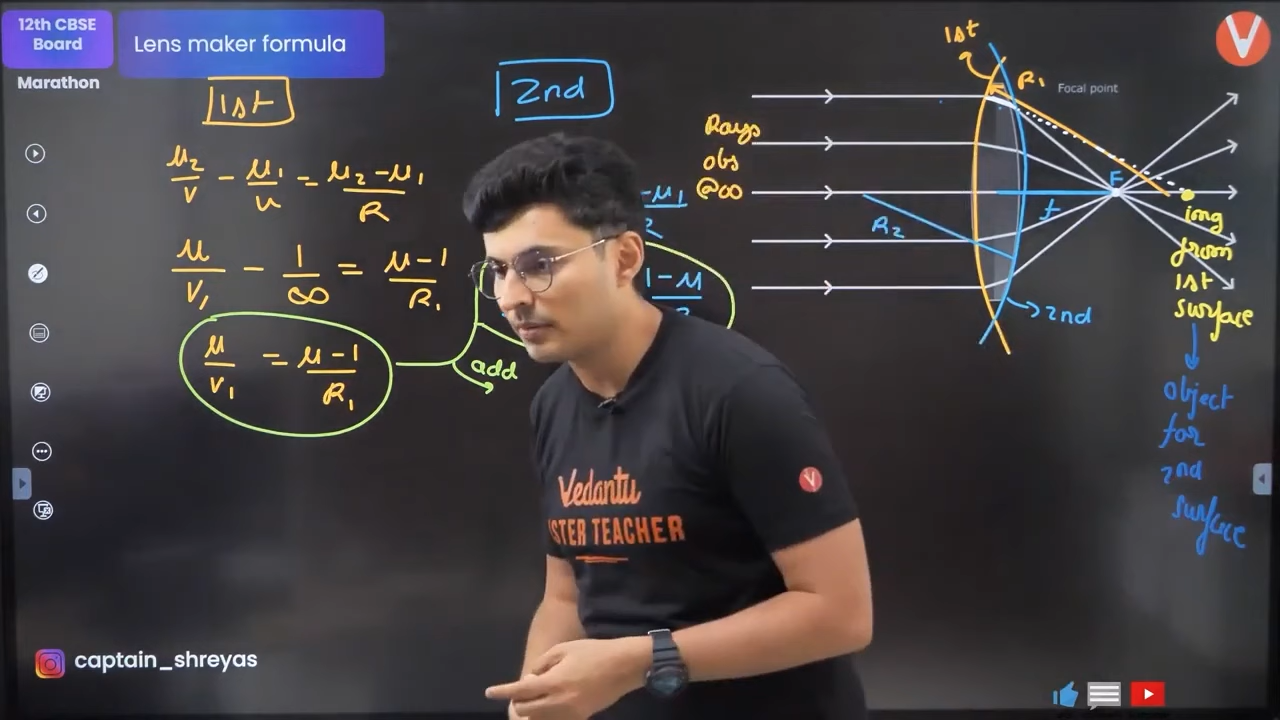 12th CBSE
Board
Marathon
Lens maker formula
1st
2nd
μ2/v - μ1/u = μ2-μ1/R
μ/v1 - 1/∞ = μ-1/R1
μ/v1 = μ-1/R1
add
-μ1
1-μ
Rays
obs
@∞
1st
R1
Focal point
F
f
R2
2nd
img
from
1st
surface
object
for
2nd
surface
Vedantu
STER TEACHER
captain_shreyas